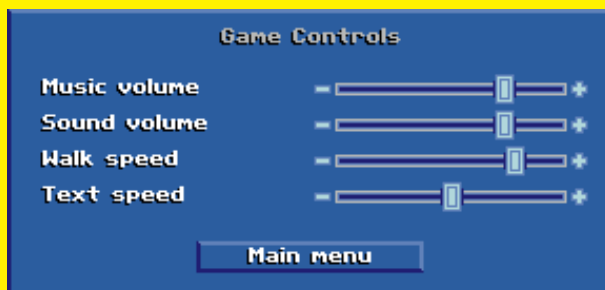 Game Controls
Music volume - +
Sound volume - +
Walk speed - +
Text speed - +
Main menu